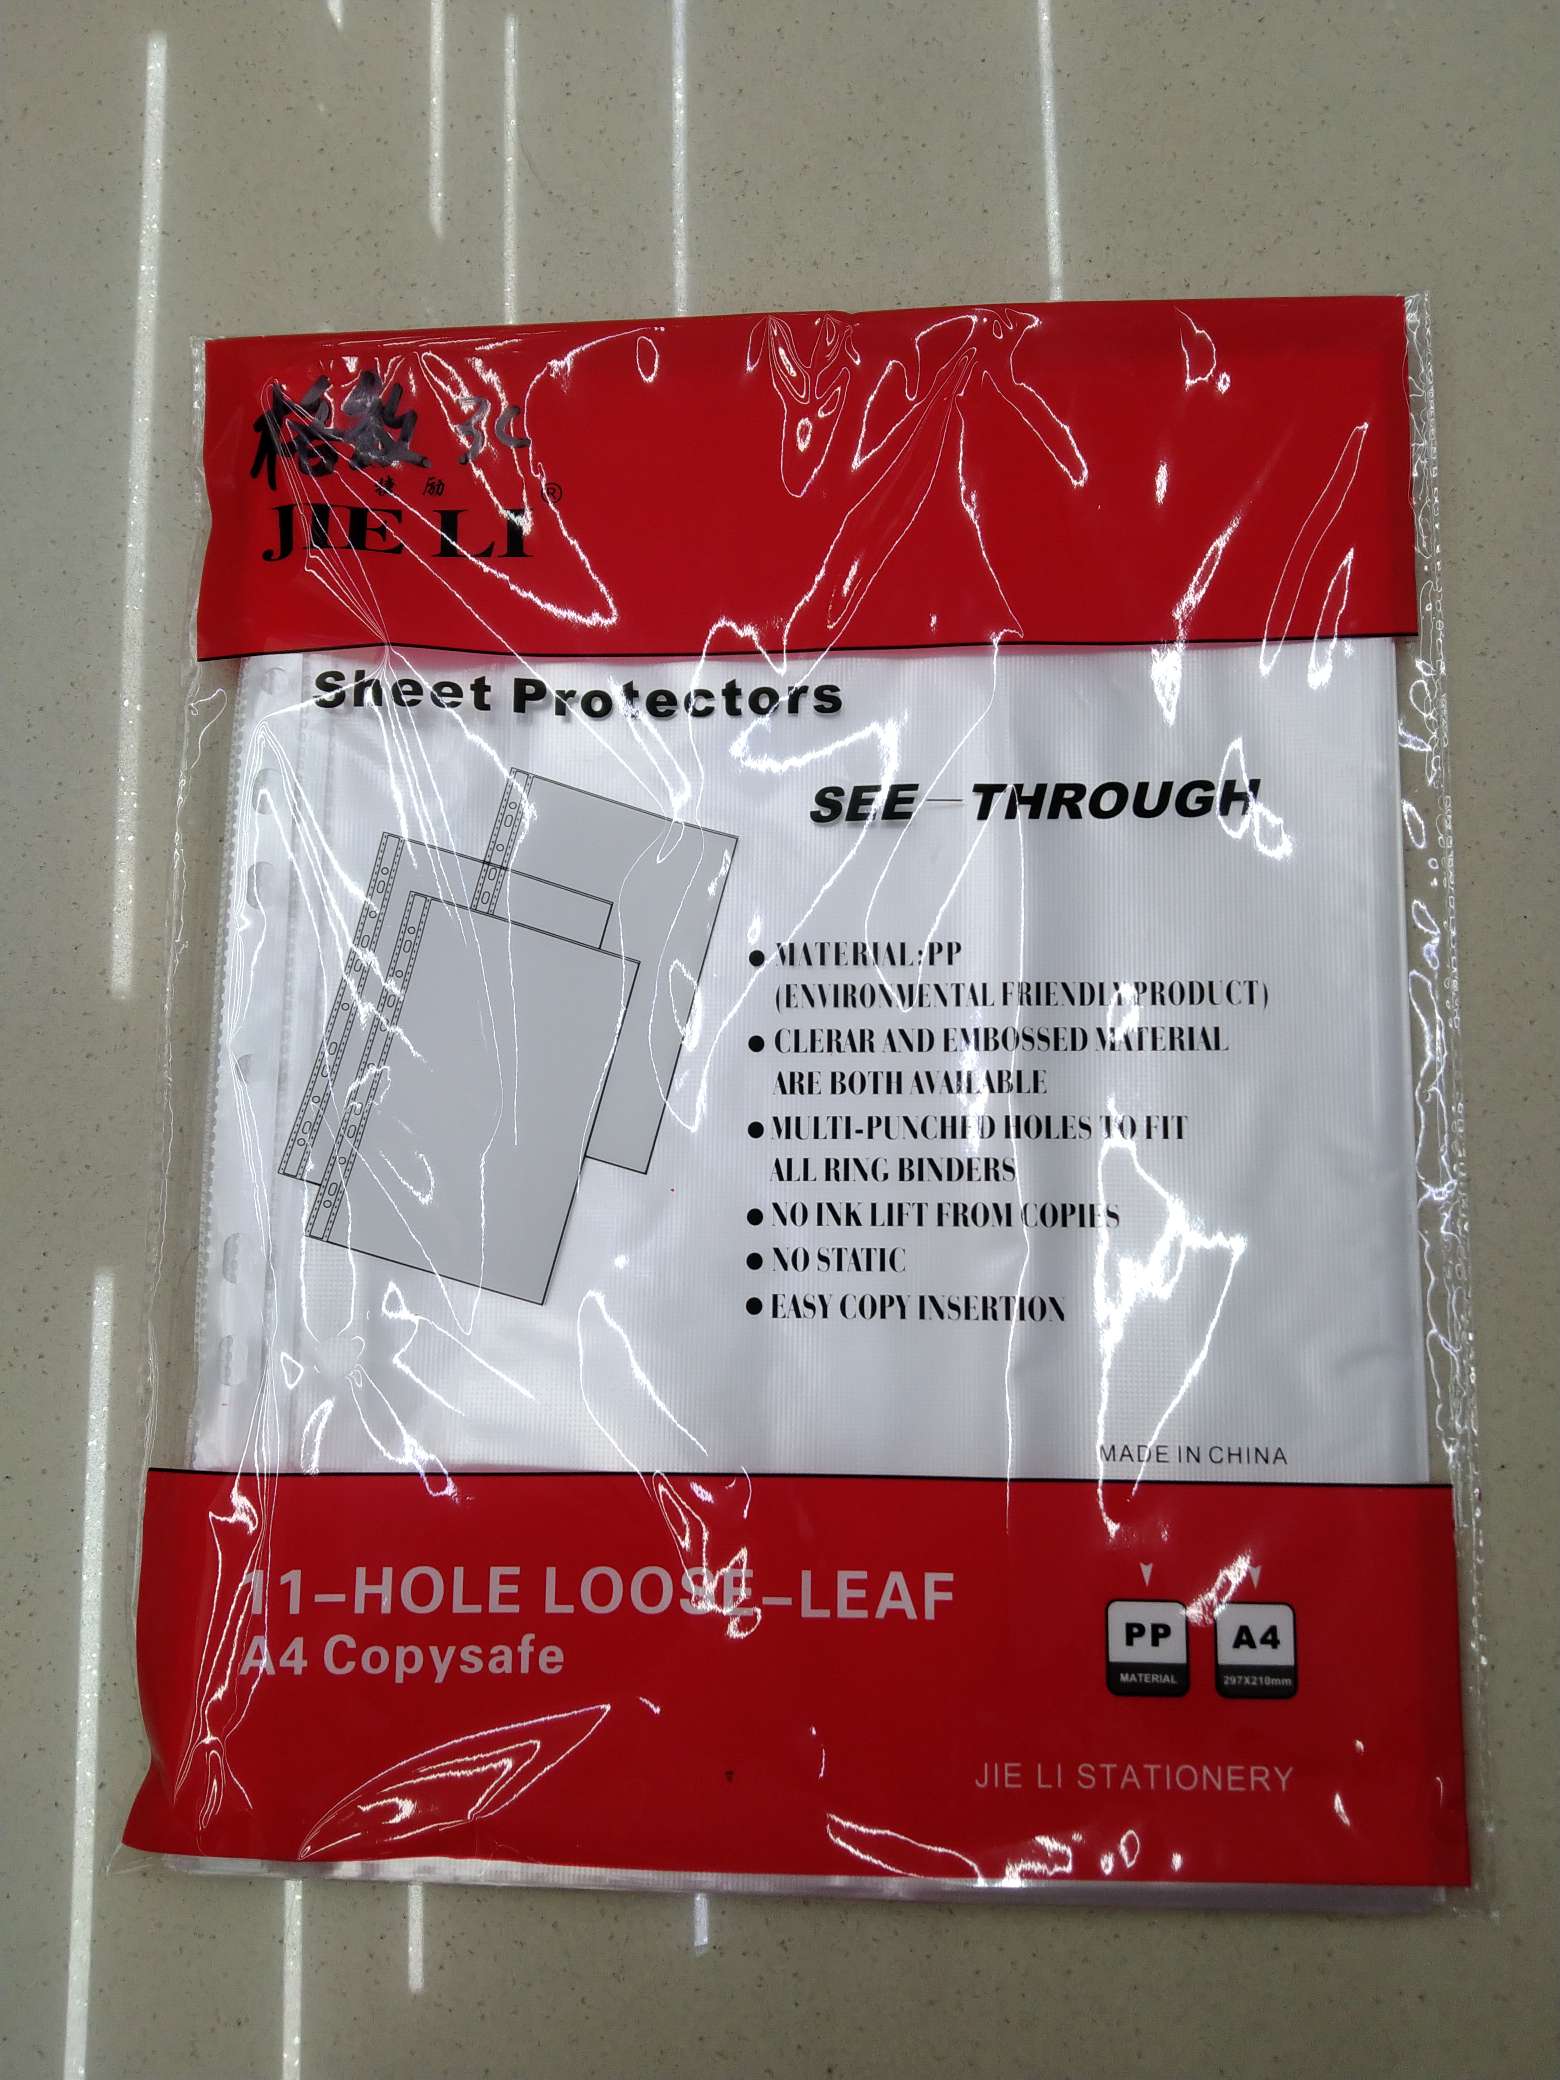 JIE LI®
Sheet Protectors
SEE-THROUGH
● MATERIAL:PP
(ENVIRONMENTAL FRIENDLY PRODUCT)
● CLERAR AND EMBOSSED MATERIAL
ARE BOTH AVAILABLE
● MULTI-PUNCHED HOLES TO FIT
ALL RING BINDERS
● NO INK LIFT FROM COPIES
● NO STATIC
● EASY COPY INSERTION
MADE IN CHINA
11-HOLE LOOSE-LEAF
A4 Copysafe
PP
MATERIAL
A4
297X210mm
JIE LI STATIONERY